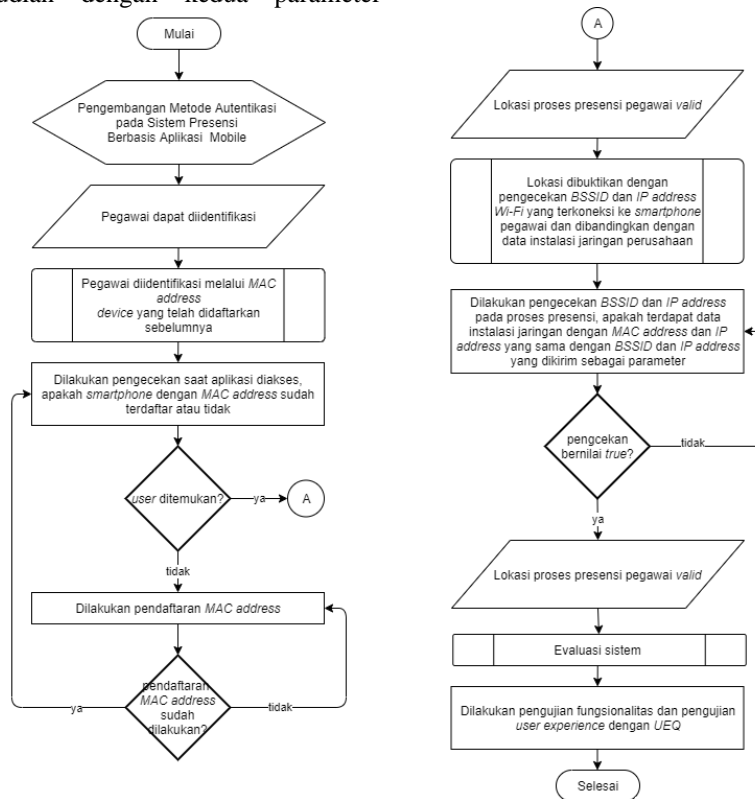 dengan kedua parameter
Mulai
Pengembangan Metode Autentikasi
pada Sistem Presensi
Berbasis Aplikasi Mobile
Pegawai dapat diidentifikasi
Pegawai diidentifikasi melalui MAC
address
device yang telah didaftarkan
sebelumnya
Dilakukan pengecekan saat aplikasi diakses,
apakah smartphone dengan MAC address sudah
terdaftar atau tidak
user ditemukan?
ya
A
tidak
Dilakukan pendaftaran MAC address
pendaftaran
MAC address
sudah
dilakukan?
ya
tidak
A
Lokasi proses presensi pegawai valid
Lokasi dibuktikan dengan
pengecekan BSSID dan IP address
Wi-Fi yang terkoneksi ke smartphone
pegawai dan dibandingkan dengan
data instalasi jaringan perusahaan
Dilakukan pengecekan BSSID dan IP address
pada proses presensi, apakah terdapat data
instalasi jaringan dengan MAC address dan IP
address yang sama dengan BSSID dan IP address
yang dikirim sebagai parameter
pengcekan
bernilai true?
tidak
ya
Lokasi proses presensi pegawai valid
Evaluasi sistem
Dilakukan pengujian fungsionalitas dan pengujian
user experience dengan UEQ
Selesai